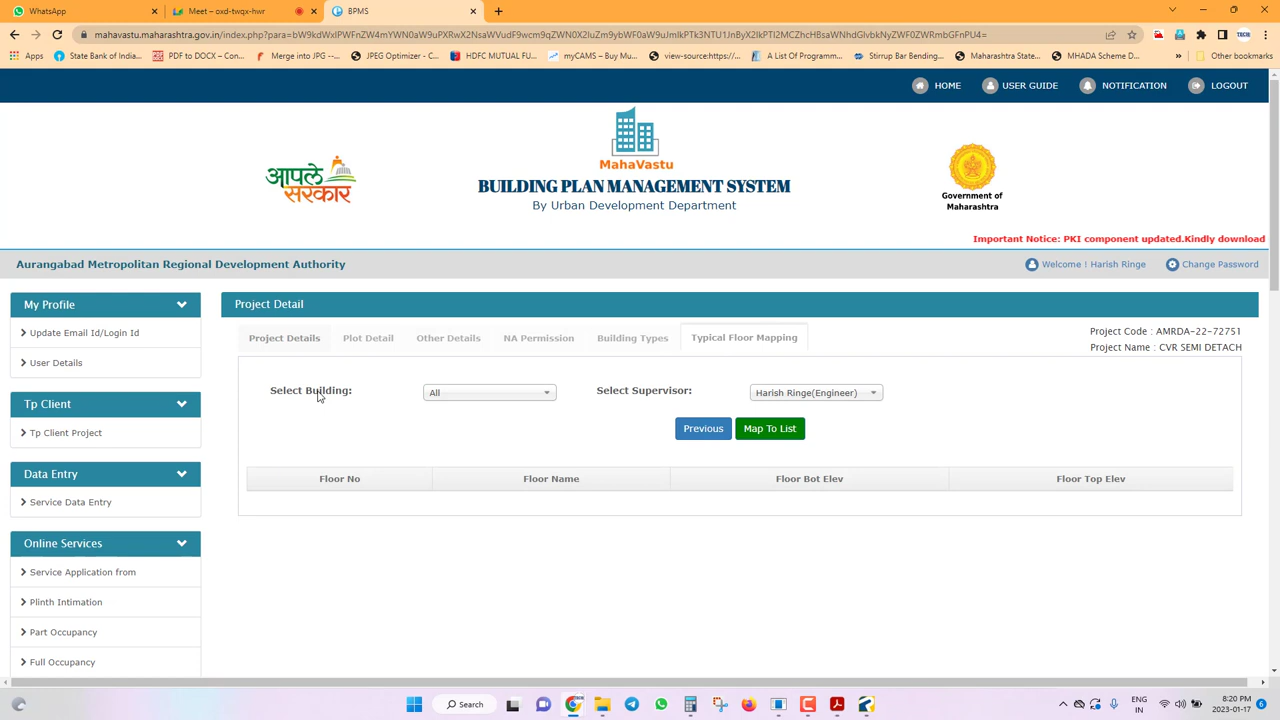 WhatsApp
Meet – oxd-twqx-hwr
BPMS
mahavastu.maharashtra.gov.in/index.php?para=
Apps
State Bank of India...
PDF to DOCX – Con...
Merge into JPG --...
JPEG Optimizer - C...
HDFC MUTUAL FU...
myCAMS – Buy Mu...
view-source:https://...
A List Of Programm...
Stirrup Bar Bending...
Maharashtra State...
MHADA Scheme D...
»
Other bookmarks
HOME
USER GUIDE
NOTIFICATION
LOGOUT
आपले
सरकार
MahaVastu
BUILDING PLAN MANAGEMENT SYSTEM
By Urban Development Department
Government of
Maharashtra
Important Notice: PKI component updated.Kindly download
Aurangabad Metropolitan Regional Development Authority
Welcome ! Harish Ringe
Change Password
My Profile
Update Email Id/Login Id
User Details
Tp Client
Tp Client Project
Data Entry
Service Data Entry
Online Services
Service Application from
Plinth Intimation
Part Occupancy
Full Occupancy
Project Detail
Project Details
Plot Detail
Other Details
NA Permission
Building Types
Typical Floor Mapping
Project Code : AMRDA-22-72751
Project Name : CVR SEMI DETACH
Select Building:
All
Select Supervisor:
Harish Ringe(Engineer)
Previous
Map To List
Floor No
Floor Name
Floor Bot Elev
Floor Top Elev
Search
ENG
IN
8:20 PM
2023-01-17